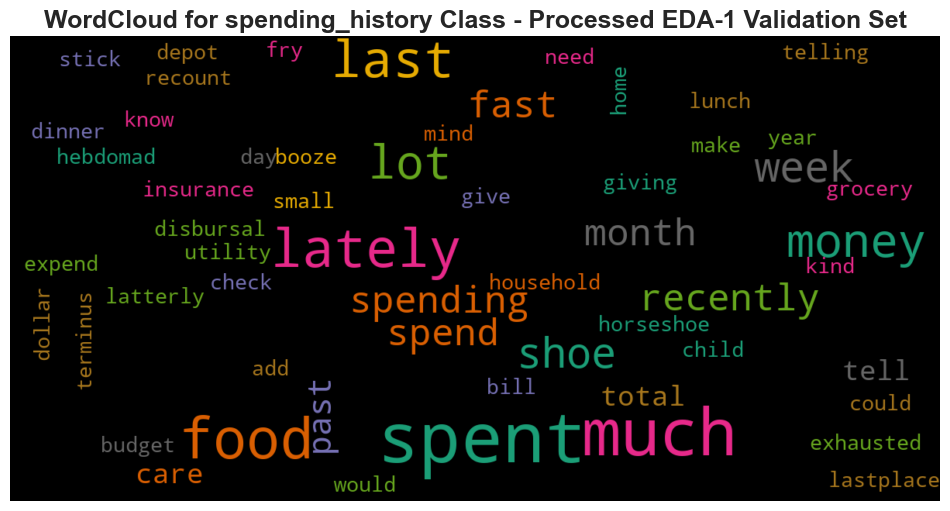 WordCloud for spending_history Class - Processed EDA-1 Validation Set
stick
depot
fry
last
need
telling
recount
home
fast
lunch
know
dinner
mind
make
year
hebdomad
day
booze
lot
week
insurance
small
give
giving
grocery
disbursal
utility
lately
month
money
expend
kind
latterly
check
household
spending
recently
dollar
terminus
spend
horseshoe
shoe
child
add
tell
past
bill
total
could
food
spent
much
budget
exhausted
care
would
lastplace